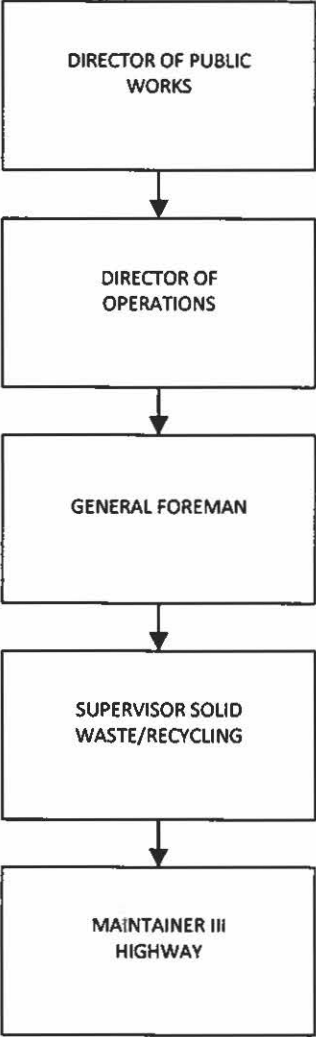 DIRECTOR OF PUBLIC
WORKS
DIRECTOR OF
OPERATIONS
GENERAL FOREMAN
SUPERVISOR SOLID
WASTE/RECYCLING
MAINTAINER III
HIGHWAY